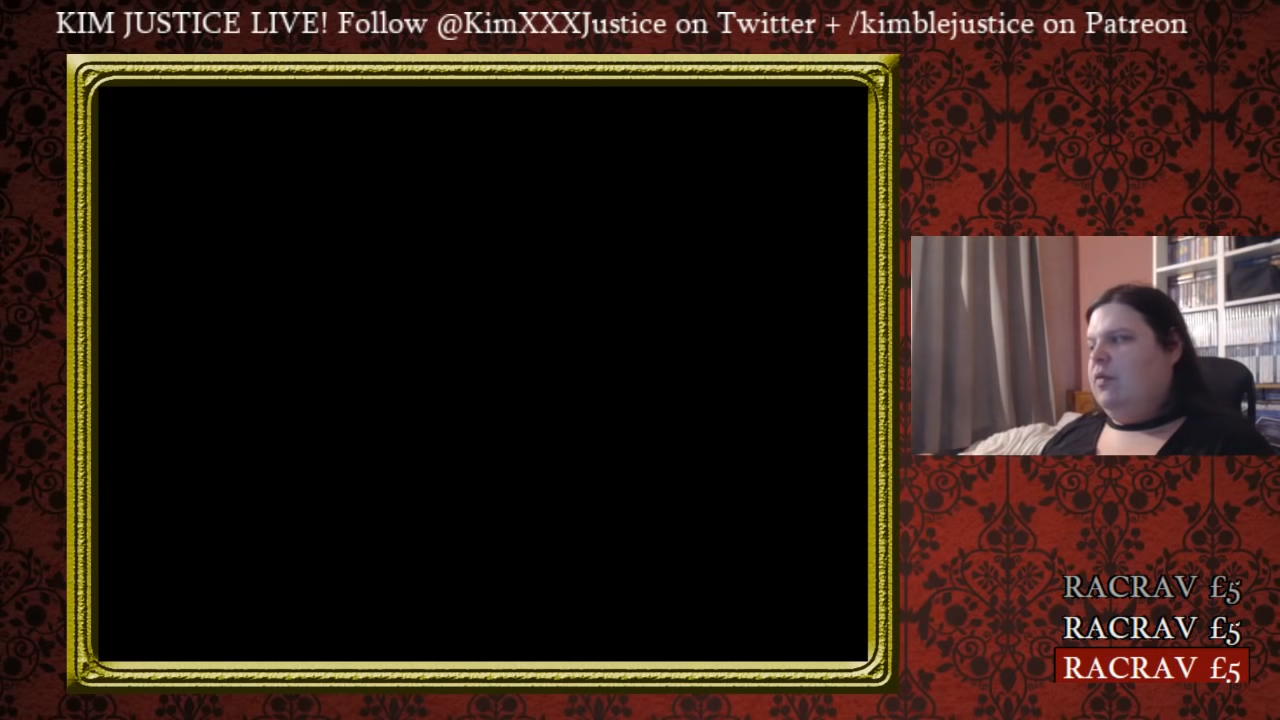 KIM JUSTICE LIVE! Follow @KimXXXJustice on Twitter + /kimblejustice on Patreon
RACRAV £5
RACRAV £5
RACRAV £5